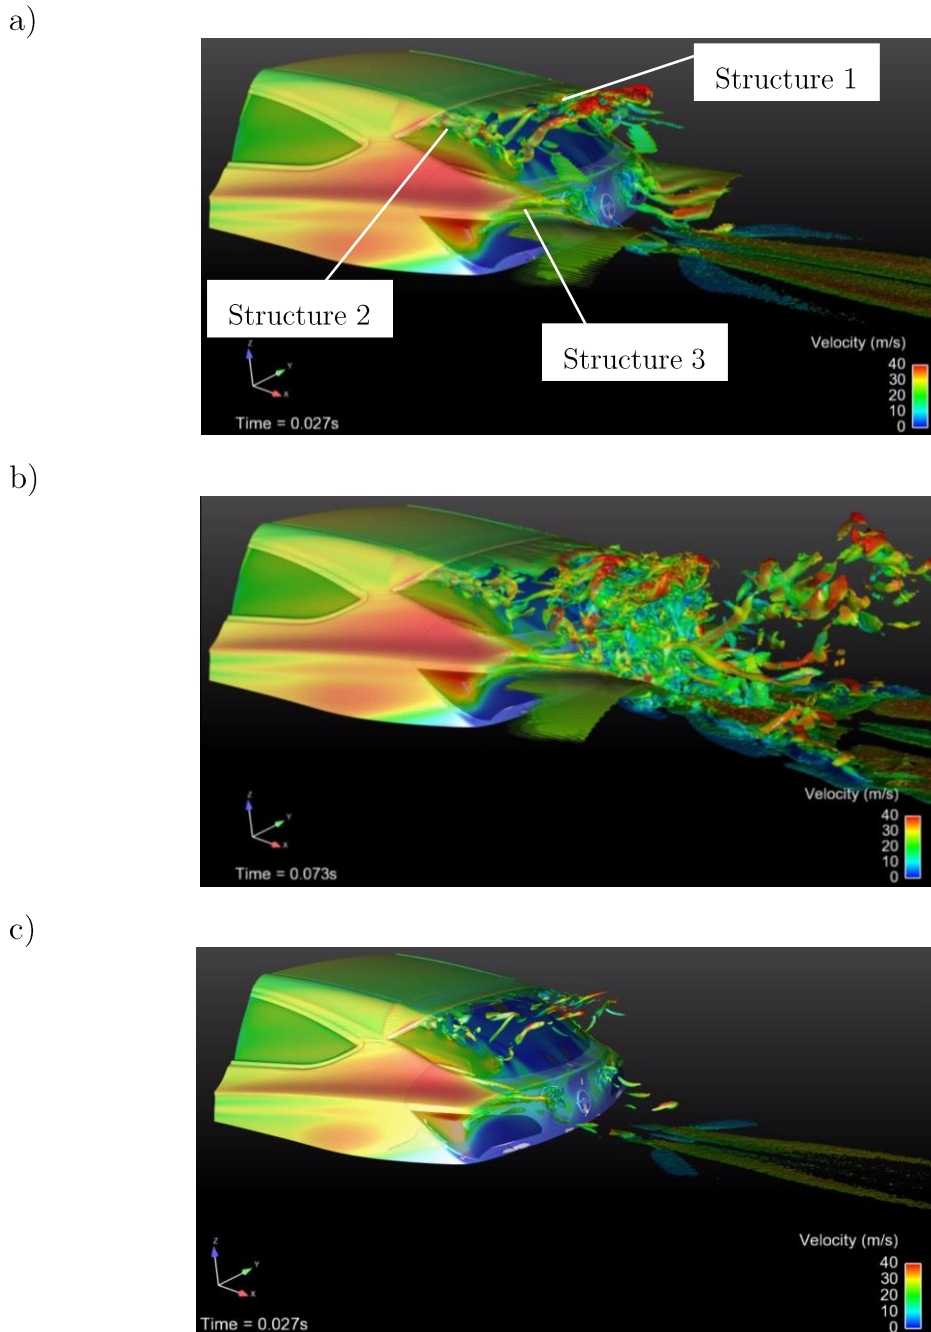 a)
Structure 1
Structure 2
Structure 3
Velocity (m/s)
40
30
20
10
0
Z
Y
X
Time = 0.027s
b)
Velocity (m/s)
40
30
20
10
0
Z
Y
X
Time = 0.073s
c)
Velocity (m/s)
40
30
20
10
0
Z
Y
X
Time = 0.027s